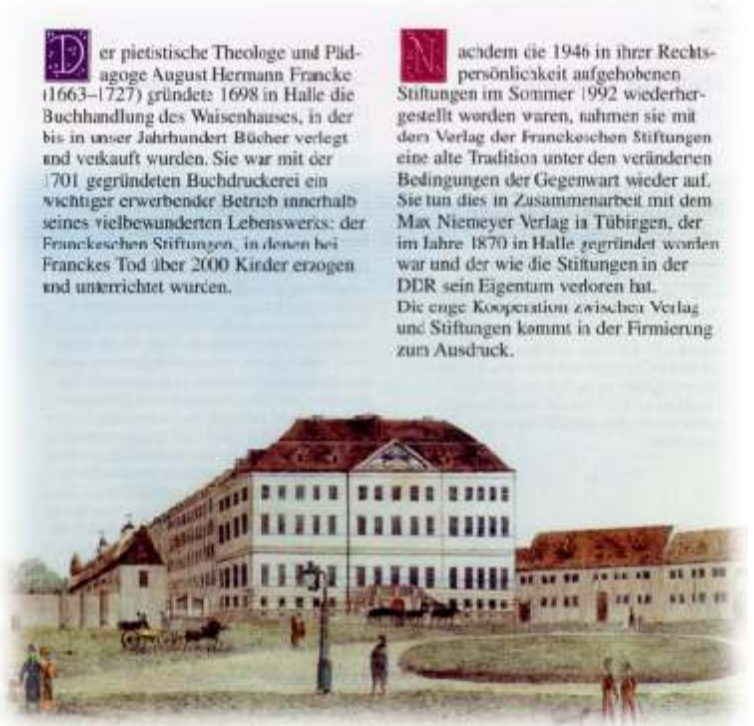 Der pietistische Theologe und Päd-
agoge August Hermann Francke
(1663–1727) gründete 1698 in Halle die
Buchhandlung des Waisenhauses, in der
bis in unser Jahrhundert Bücher verlegt
und verkauft wurden. Sie war mit der
1701 gegründeten Buchdruckerei ein
wichtiger erwerbender Betrieb innerhalb
seines vielbewunderten Lebenswerks: der
Franckeschen Stiftungen, in denen bei
Franckes Tod über 2000 Kinder erzogen
und unterrichtet wurden.
Nachdem die 1946 in ihrer Rechts-
persönlichkeit aufgehobenen
Stiftungen im Sommer 1992 wiederher-
gestellt worden waren, nahmen sie mit
dem Verlag der Franckeschen Stiftungen
eine alte Tradition unter den veränderten
Bedingungen der Gegenwart wieder auf.
Sie tun dies in Zusammenarbeit mit dem
Max Niemeyer Verlag in Tübingen, der
im Jahre 1870 in Halle gegründet worden
war und der wie die Stiftungen in der
DDR sein Eigentum verloren hat.
Die enge Kooperation zwischen Verlag
und Stiftungen kommt in der Firmierung
zum Ausdruck.